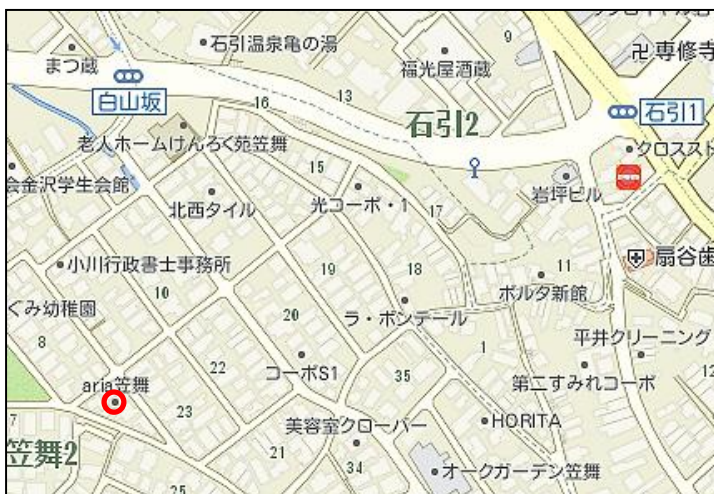 石引温泉亀の湯
9
まつ蔵
福光屋酒蔵
卍専修寺
白山坂
16
13
石引2
石引1
老人ホームけんろく苑笠舞
クロススト
会金沢学生会館
15
北西タイル
光コーポ・1
17
岩坪ビル
小川行政書士事務所
19
18
11
扇谷歯
ボルタ新館
ぐみ幼稚園
10
20
ラ・ボンテール
8
22
コーポS1
1
平井クリーニング
12
aria笠舞
35
第二すみれコーポ
7
23
美容室クローバー
HORITA
笠舞2
21
34
オークガーデン笠舞
25